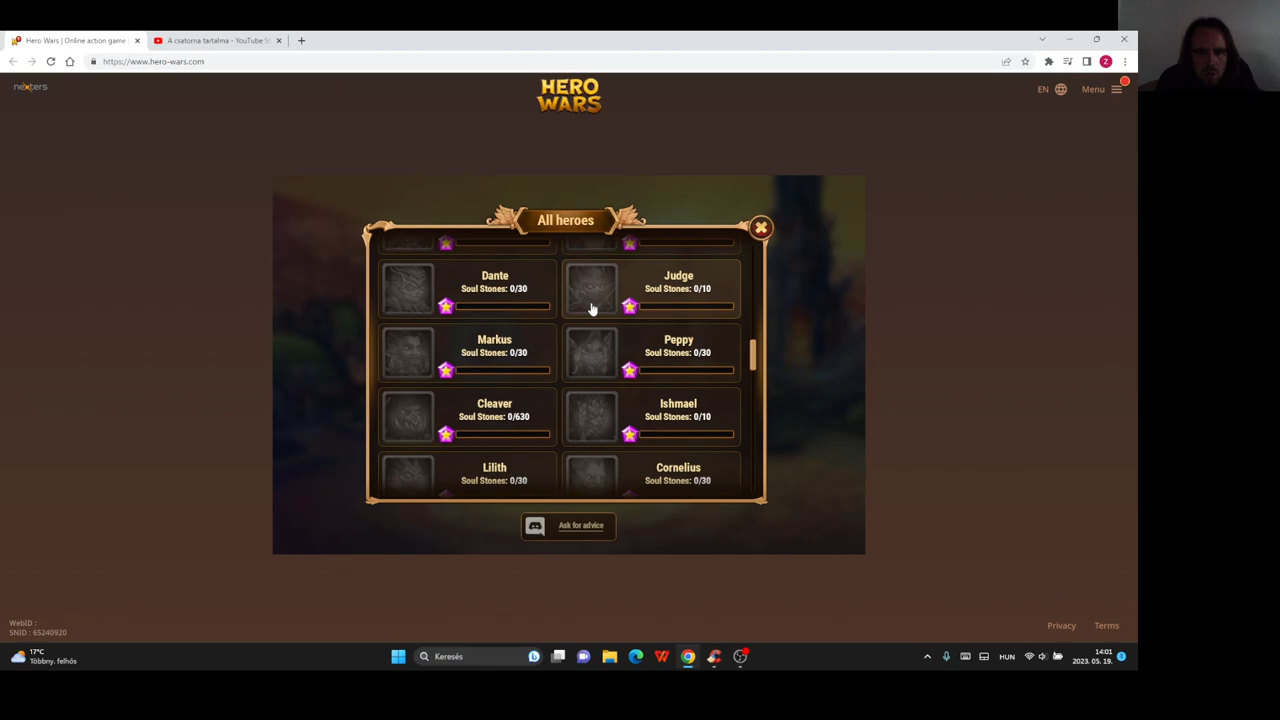 Hero Wars | Online action game
A csatorna tartalma - YouTube St
https://www.hero-wars.com
Z
nexters
HERO
WARS
EN
Menu
All heroes
Dante
Soul Stones: 0/30
Judge
Soul Stones: 0/10
Markus
Soul Stones: 0/30
Peppy
Soul Stones: 0/30
Cleaver
Soul Stones: 0/630
Ishmael
Soul Stones: 0/10
Lilith
Soul Stones: 0/30
Cornelius
Soul Stones: 0/30
Ask for advice
WebID :
SNID : 65240920
Privacy
Terms
17°C
Többny. felhős
Keresés
HUN
14:01
2023. 05. 19.
1